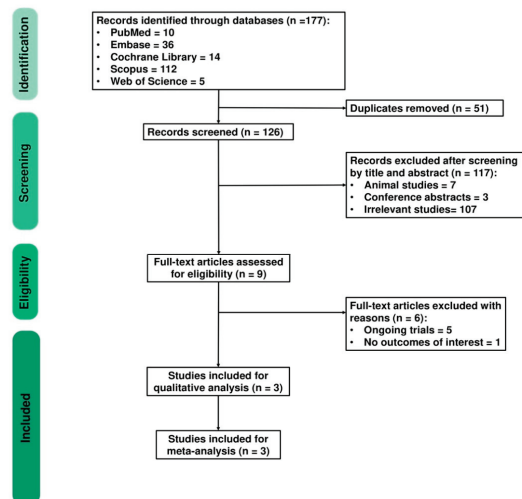 Identification
Records identified through databases (n =177):
• PubMed = 10
• Embase = 36
• Cochrane Library = 14
• Scopus = 112
• Web of Science = 5
Duplicates removed (n = 51)
Screening
Records screened (n = 126)
Records excluded after screening
by title and abstract (n = 117):
• Animal studies = 7
• Conference abstracts = 3
• Irrelevant studies= 107
Eligibility
Full-text articles assessed
for eligibility (n = 9)
Full-text articles excluded with
reasons (n = 6):
• Ongoing trials = 5
• No outcomes of interest = 1
Included
Studies included for
qualitative analysis (n = 3)
Studies included for
meta-analysis (n = 3)